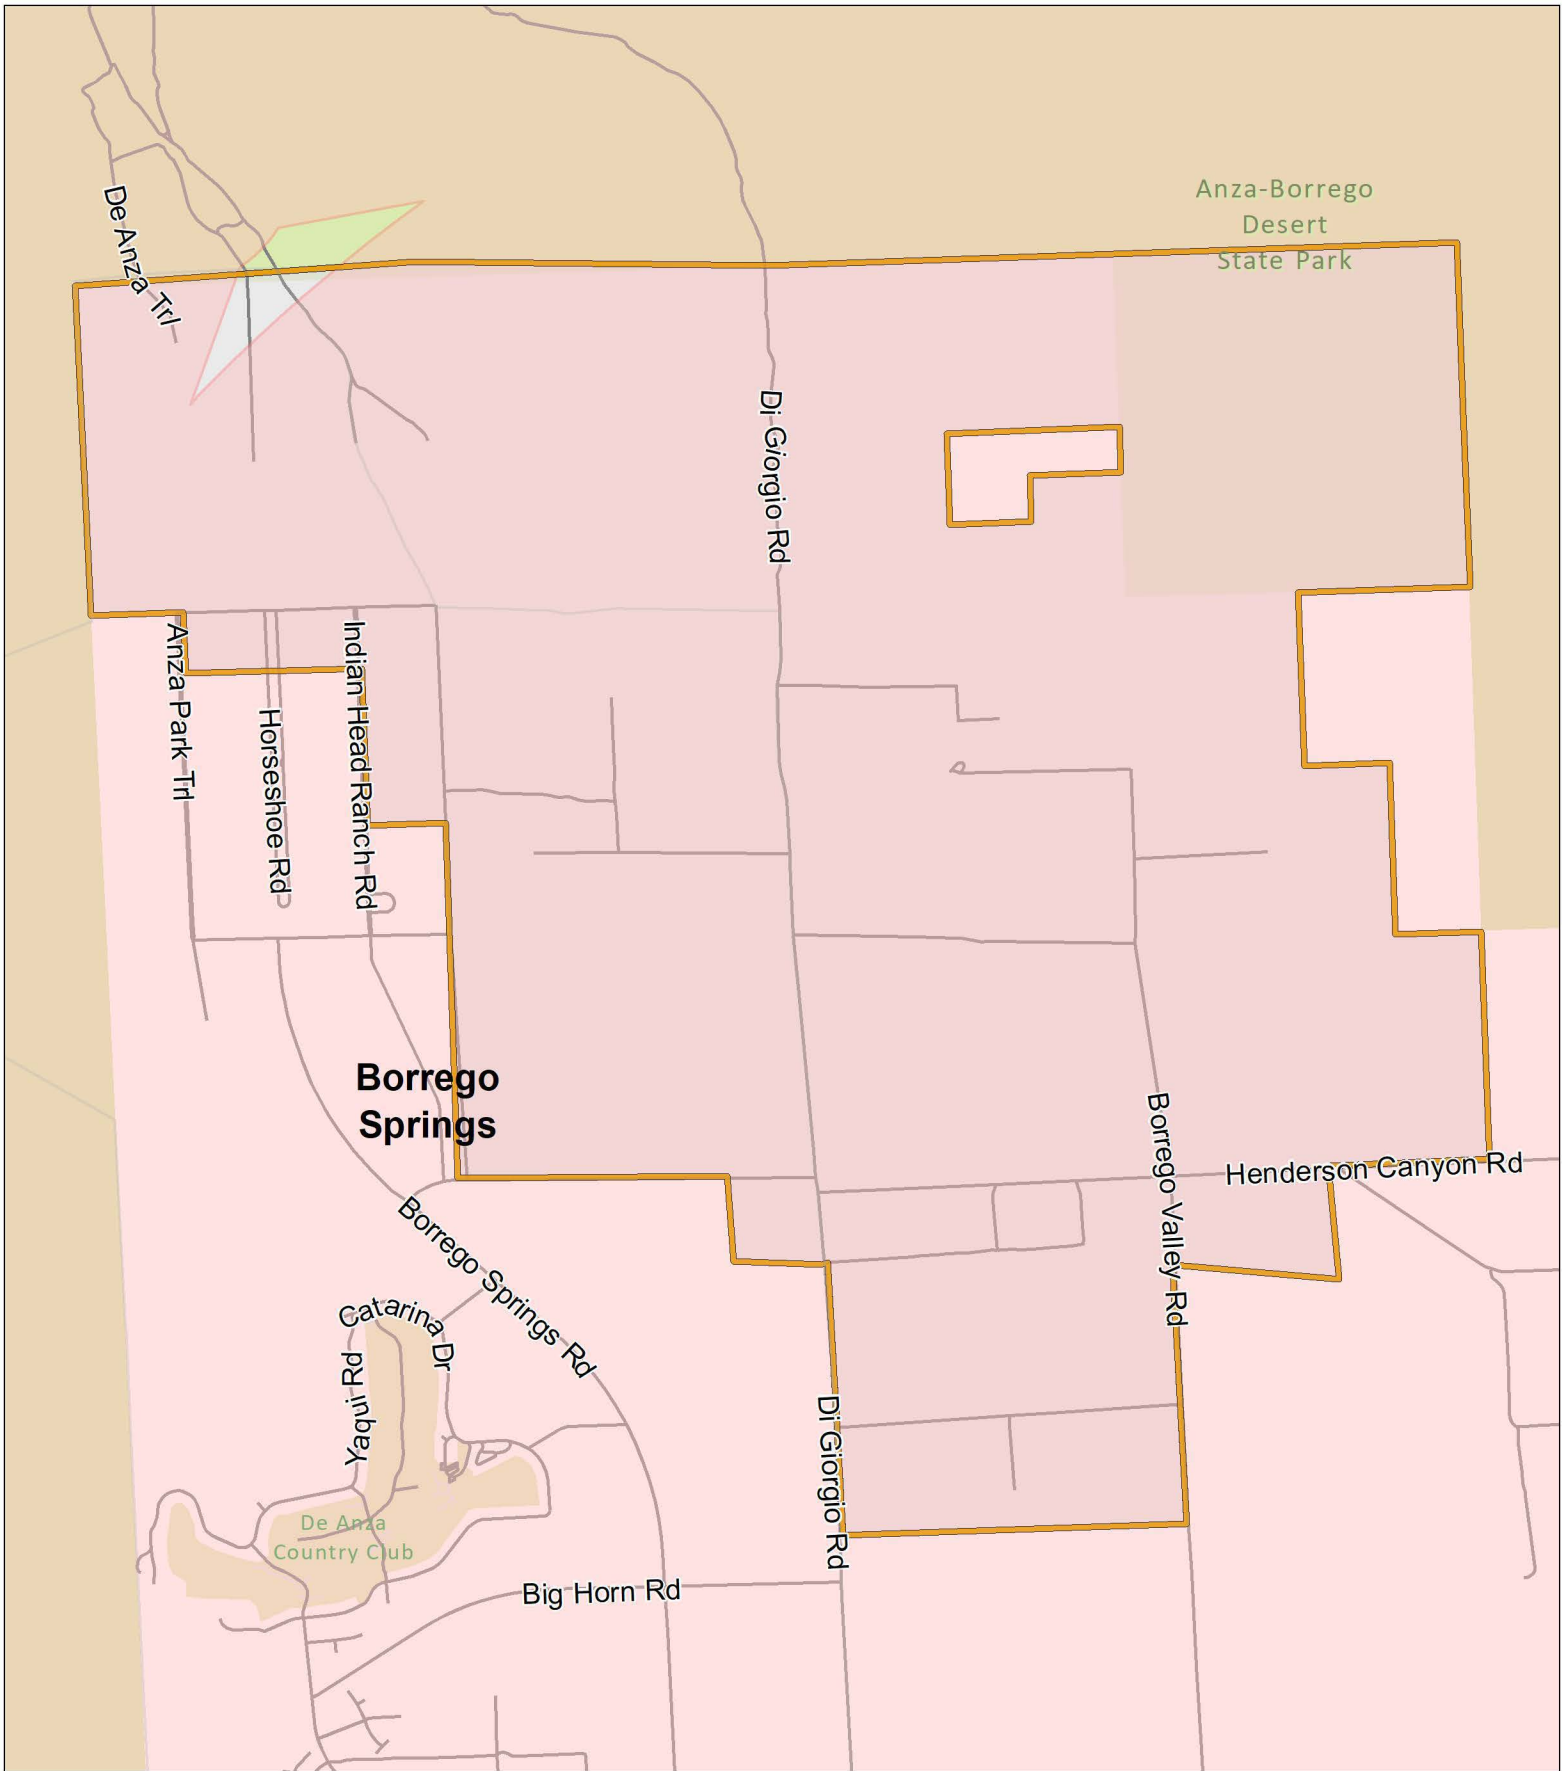 Anza-Borrego
Desert
State Park
De Anza Trl
Di Giorgio Rd
Anza Park Trl
Horseshoe Rd
Indian Head Ranch Rd
Borrego
Springs
Borrego Valley Rd
Henderson Canyon Rd
Borrego Springs Rd
Catarina Dr
Yaqui Rd
Di Giorgio Rd
De Anza
Country Club
Big Horn Rd